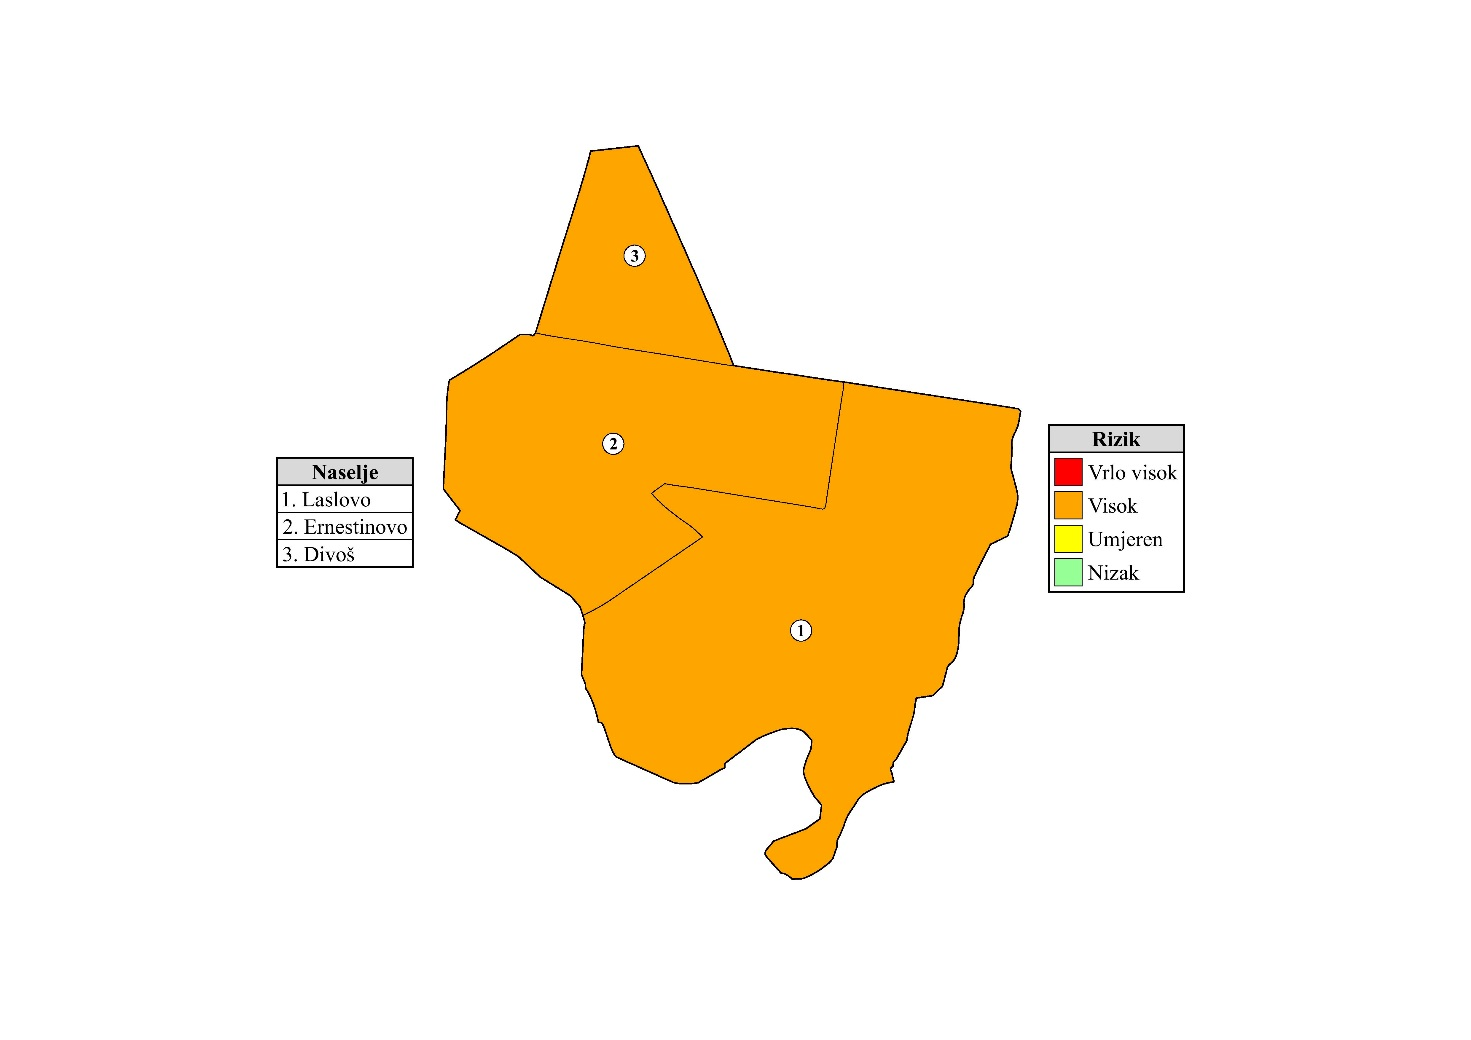 3
2
Naselje
1. Laslovo
2. Ernestinovo
3. Divoš
Rizik
Vrlo visok
Visok
Umjeren
Nizak
1